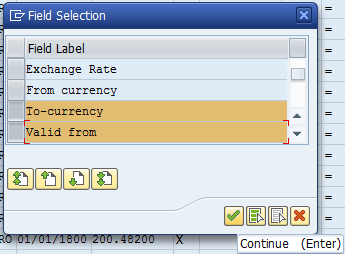 Field Selection
Field Label
Exchange Rate
From currency
To-currency
Valid from
RO 01/01/1800 200.48200 X
Continue (Enter)